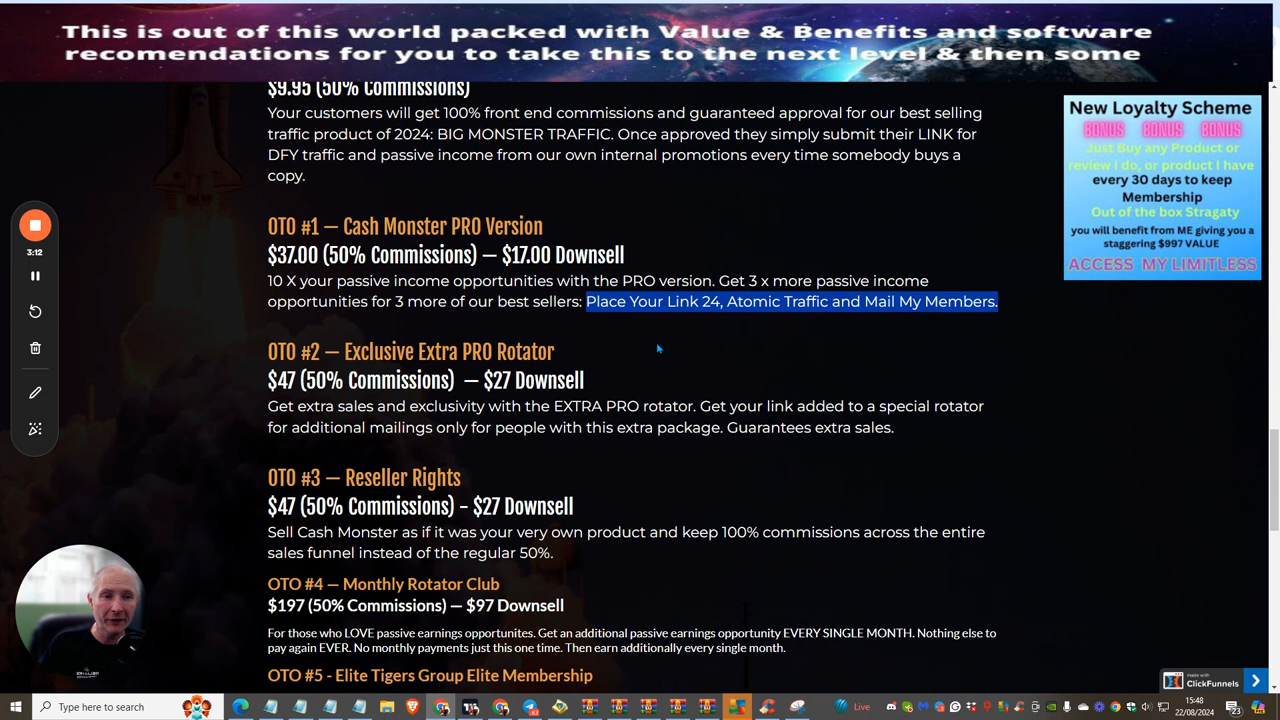 This is out of this world packed with Value & Benefits and software
recomendations for you to take this to the next level & then some
$9.95 (50% Commissions)
Your customers will get 100% front end commissions and guaranteed approval for our best selling
traffic product of 2024: BIG MONSTER TRAFFIC. Once approved they simply submit their LINK for
DFY traffic and passive income from our own internal promotions every time somebody buys a
copy.
OTO #1 — Cash Monster PRO Version
$37.00 (50% Commissions) — $17.00 Downsell
10 X your passive income opportunities with the PRO version. Get 3 x more passive income
opportunities for 3 more of our best sellers: Place Your Link 24, Atomic Traffic and Mail My Members.
OTO #2 — Exclusive Extra PRO Rotator
$47 (50% Commissions) — $27 Downsell
Get extra sales and exclusivity with the EXTRA PRO rotator. Get your link added to a special rotator
for additional mailings only for people with this extra package. Guarantees extra sales.
OTO #3 — Reseller Rights
$47 (50% Commissions) - $27 Downsell
Sell Cash Monster as if it was your very own product and keep 100% commissions across the entire
sales funnel instead of the regular 50%.
OTO #4 — Monthly Rotator Club
$197 (50% Commissions) — $97 Downsell
For those who LOVE passive earnings opportunites. Get an additional passive earnings opportunity EVERY SINGLE MONTH. Nothing else to
pay again EVER. No monthly payments just this one time. Then earn additionally every single month.
OTO #5 - Elite Tigers Group Elite Membership
New Loyalty Scheme
BONUS BONUS BONUS
Just Buy any Product or
review I do, or product I have
every 30 days to keep
Membership
Out of the box Stragaty
you will benefit from ME giving you a
staggering $997 VALUE
ACCESS MY LIMITLESS
3:12
made with
ClickFunnels
Type here to search
Live
15:48
22/08/2024